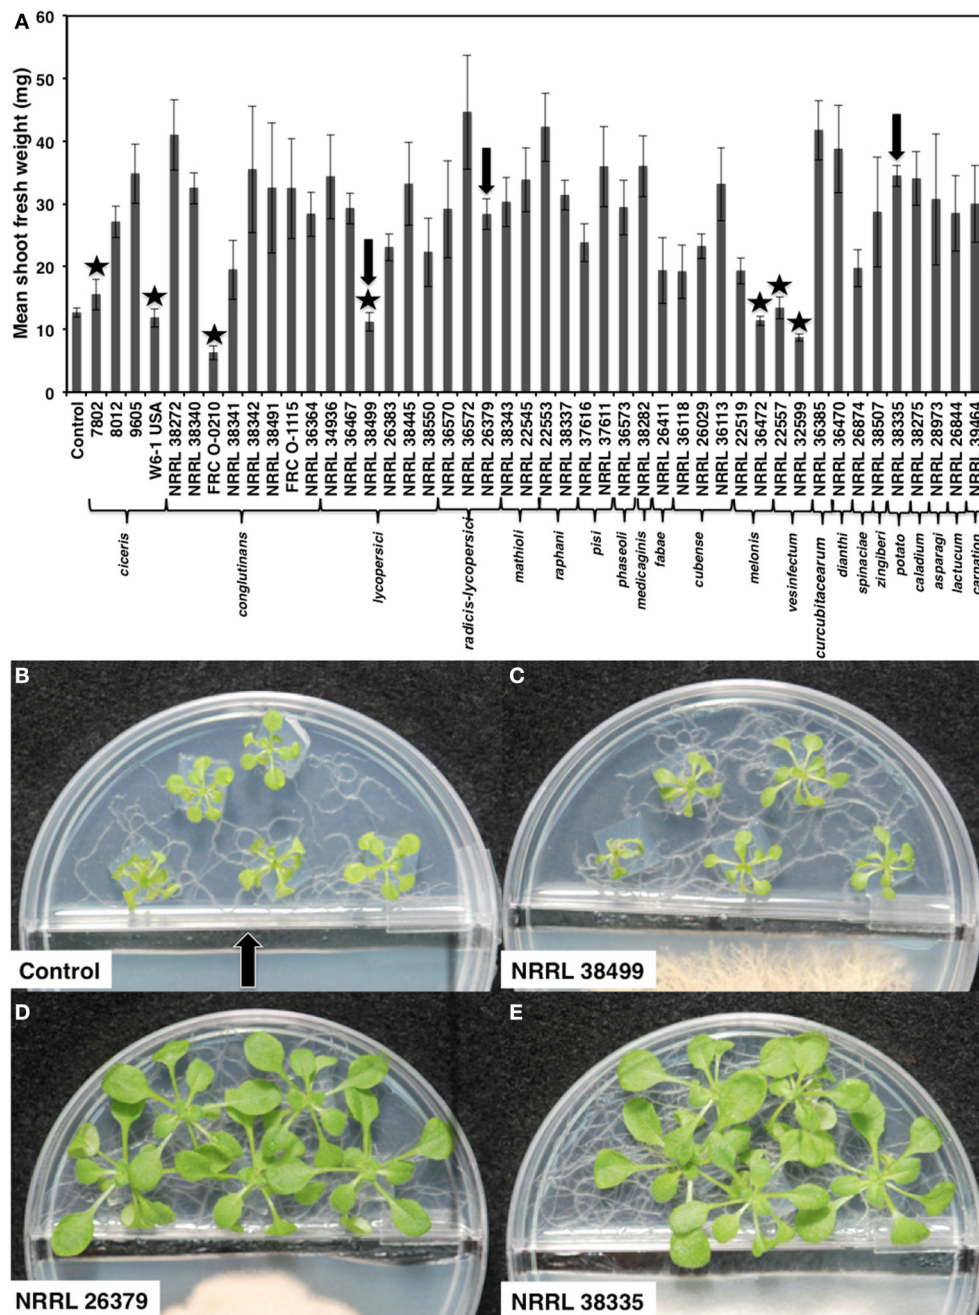 A
Mean shoot fresh weight (mg)
60
50
40
30
20
10
0
Control
7802
8012
9605
W6-1 USA
NRRL 38272
NRRL 38340
FRC O-0210
NRRL 38341
NRRL 38342
NRRL 38491
FRC O-1115
NRRL 36364
NRRL 34936
NRRL 36467
NRRL 38499
NRRL 26383
NRRL 38445
NRRL 38550
NRRL 36570
NRRL 36572
NRRL 26379
NRRL 38343
NRRL 22545
NRRL 22553
NRRL 38337
NRRL 37616
NRRL 37611
NRRL 36573
NRRL 38282
NRRL 26411
NRRL 36118
NRRL 26029
NRRL 36113
NRRL 22519
NRRL 36472
NRRL 22557
NRRL 32599
NRRL 36385
NRRL 36470
NRRL 26874
NRRL 38507
NRRL 38335
NRRL 38275
NRRL 28973
NRRL 26844
NRRL 39464
ciceris
conglutinans
lycopersici
radicis-lycopersici
mathioli
raphani
pisi
phaseoli
medicaginis
fabae
cubense
melonis
vesinfectum
curcubitacearum
dianthi
spinaciae
zingiberi
potato
caladium
asparagi
lactucum
carnation
B
Control
C
NRRL 38499
D
NRRL 26379
E
NRRL 38335